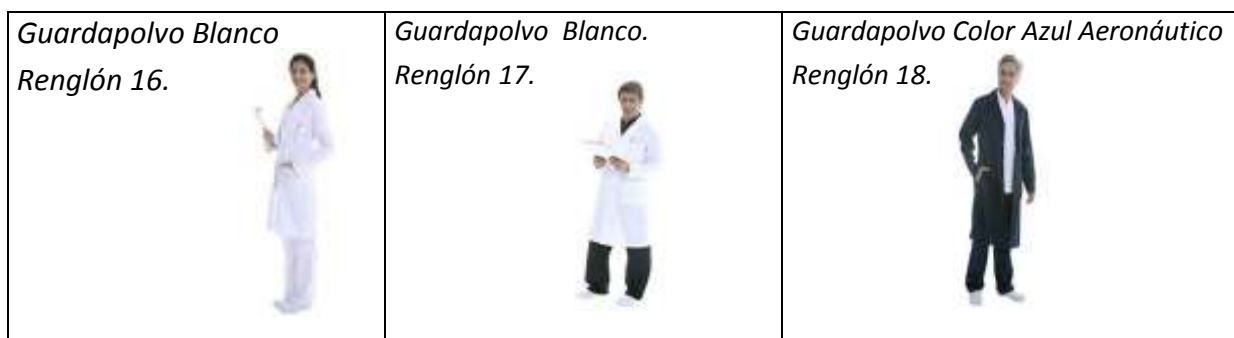 Guardapolvo Blanco
Renglón 16.
Guardapolvo Blanco.
Renglón 17.
Guardapolvo Color Azul Aeronáutico
Renglón 18.